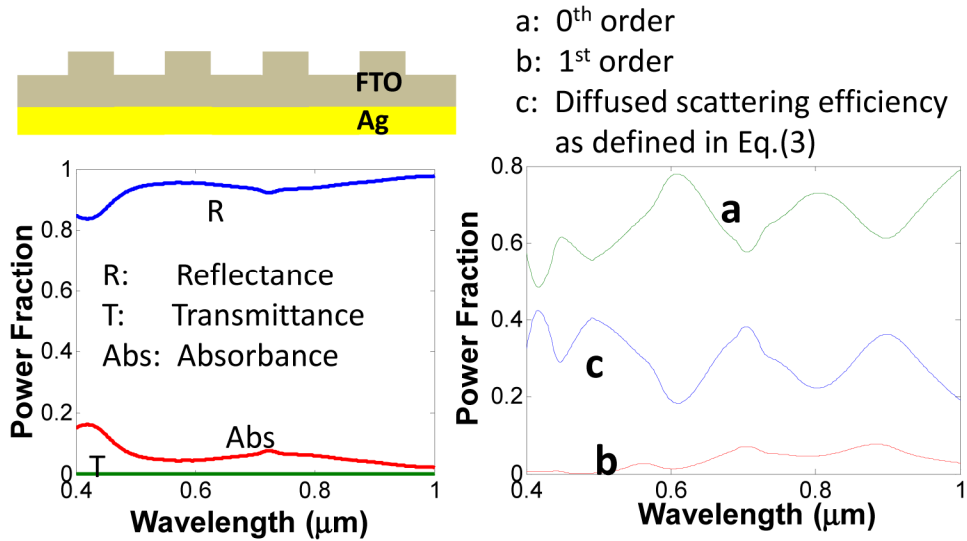 a: 0th order
b: 1st order
c: Diffused scattering efficiency
as defined in Eq.(3)
FTO
Ag
1
0.8
0.6
0.4
0.2
0
R
R: Reflectance
T: Transmittance
Abs: Absorbance
Abs
T
0.4
0.6
0.8
1
Power Fraction
Wavelength (μm)
0.8
0.6
0.4
0.2
0.0
a
c
b
0.4
0.6
0.8
1
Power Fraction
Wavelength (μm)